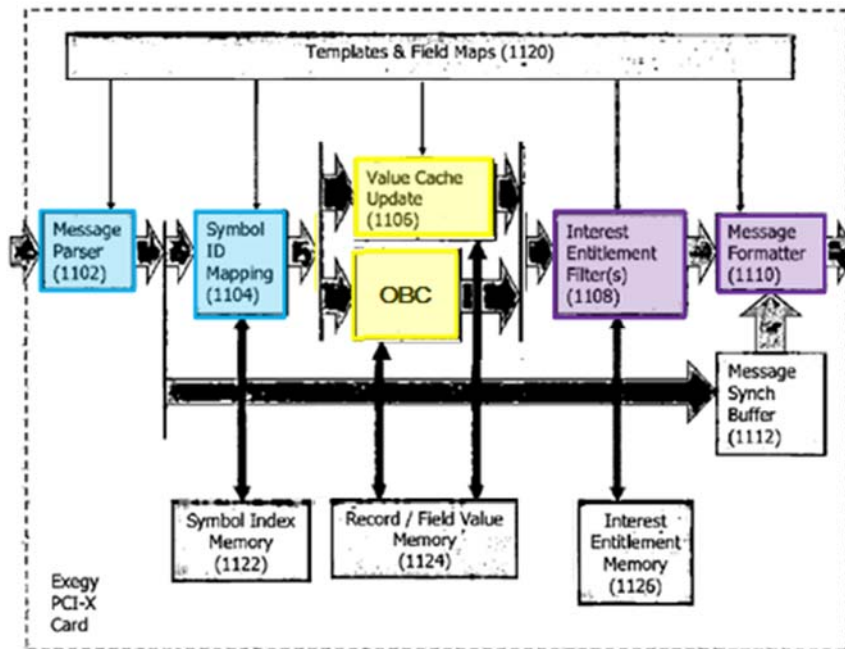 Templates & Field Maps (1120)
Message
Parser
(1102)
Symbol
ID
Mapping
(1104)
Value Cache
Update
(1106)
OBC
Interest
Entitlement
Filter(s)
(1108)
Message
Formatter
(1110)
Message
Synch
Buffer
(1112)
Symbol Index
Memory
(1122)
Record / Field Value
Memory
(1124)
Interest
Entitlement
Memory
(1126)
Exegy
PCI-X
Card